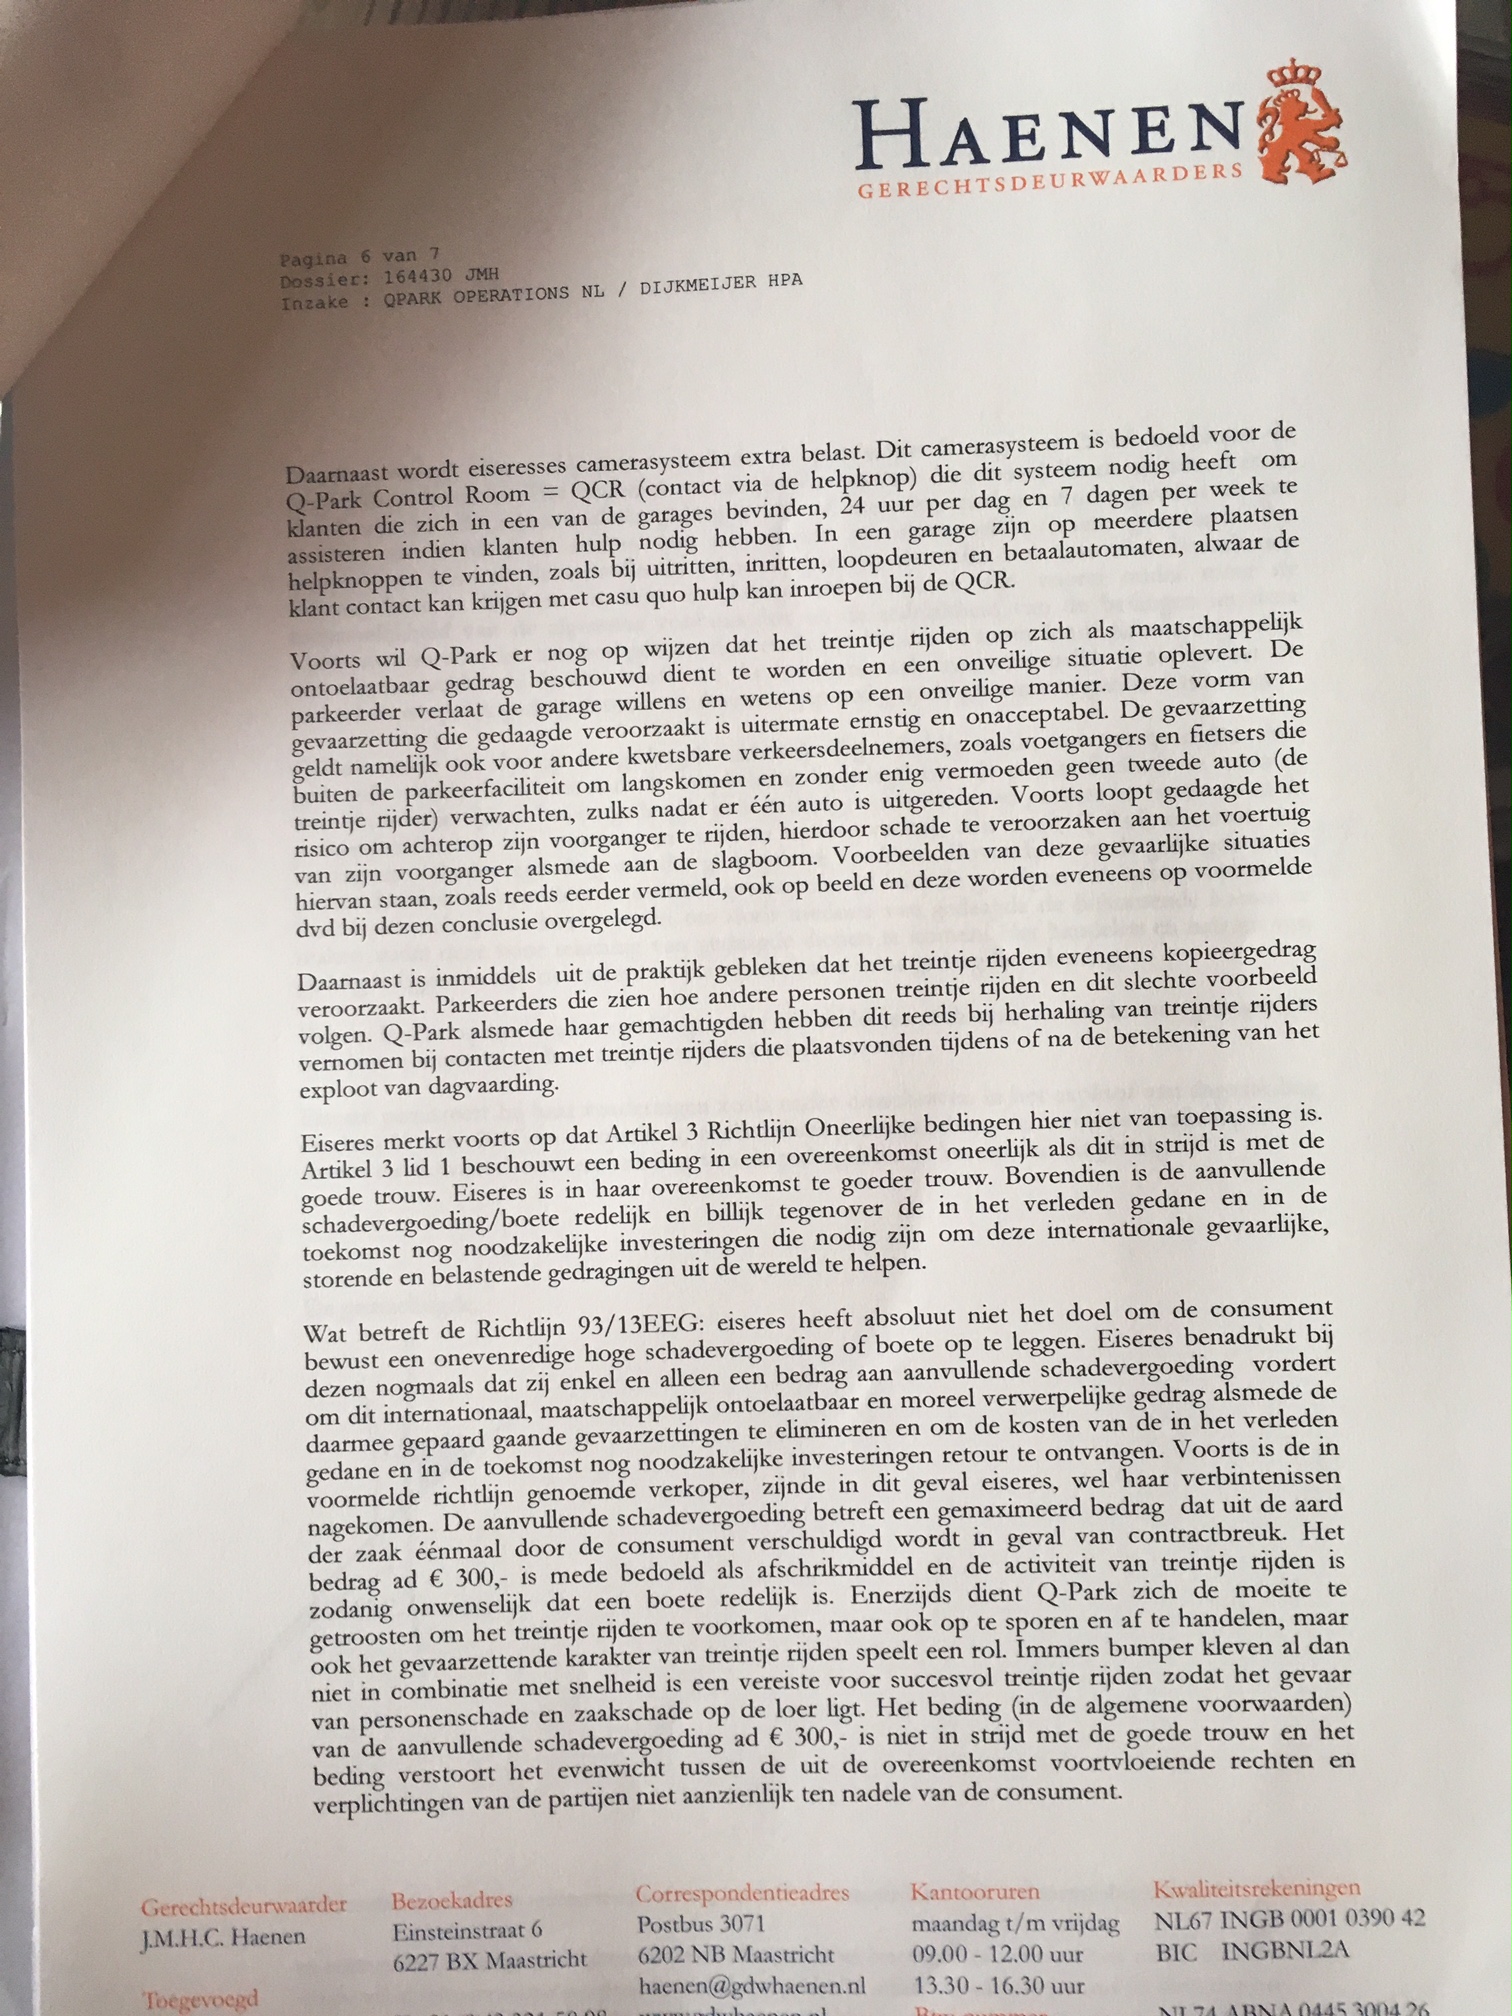 HAENEN
GERECHTSDEURWAARDERS
Pagina 6 van 7
Dossier: 164430 JMH
Inzake : QPARK OPERATIONS NL / DIJKMEIJER HPA
Daarnaast wordt eiseresses camerasysteem extra belast. Dit camerasysteem is bedoeld voor de
Q-Park Control Room = QCR (contact via de helpknop) die dit systeem nodig heeft om
klanten die zich in een van de garages bevinden, 24 uur per dag en 7 dagen per week te
assisteren indien klanten hulp nodig hebben. In een garage zijn op meerdere plaatsen
helpknoppen te vinden, zoals bij uitritten, inritten, loopdeuren en betaalautomaten, alwaar de
klant contact kan krijgen met casu quo hulp kan inroepen bij de QCR.
Voorts wil Q-Park er nog op wijzen dat het treintje rijden op zich als maatschappelijk
ontoelaatbaar gedrag beschouwd dient te worden en een onveilige situatie oplevert. De
parkeerder verlaat de garage willens en wetens op een onveilige manier. Deze vorm van
gevaarzetting die gedaagde veroorzaakt is uitermate ernstig en onacceptabel. De gevaarzetting
geldt namelijk ook voor andere kwetsbare verkeersdeelnemers, zoals voetgangers en fietsers die
buiten de parkeerfaciliteit om langskomen en zonder enig vermoeden geen tweede auto (de
treintje rijder) verwachten, zulks nadat er één auto is uitgereden. Voorts loopt gedaagde het
risico om achterop zijn voorganger te rijden, hierdoor schade te veroorzaken aan het voertuig
van zijn voorganger alsmede aan de slagboom. Voorbeelden van deze gevaarlijke situaties
hiervan staan, zoals reeds eerder vermeld, ook op beeld en deze worden eveneens op voormelde
dvd bij dezen conclusie overgelegd.
Daarnaast is inmiddels uit de praktijk gebleken dat het treintje rijden eveneens kopieergedrag
veroorzaakt. Parkeerders die zien hoe andere personen treintje rijden en dit slechte voorbeeld
volgen. Q-Park alsmede haar gemachtigden hebben dit reeds bij herhaling van treintje rijders
vernomen bij contacten met treintje rijders die plaatsvonden tijdens of na de betekening van het
exploot van dagvaarding.
Eiseres merkt voorts op dat Artikel 3 Richtlijn Oneerlijke bedingen hier niet van toepassing is.
Artikel 3 lid 1 beschouwt een beding in een overeenkomst oneerlijk als dit in strijd is met de
goede trouw. Eiseres is in haar overeenkomst te goeder trouw. Bovendien is de aanvullende
schadevergoeding/boete redelijk en billijk tegenover de in het verleden gedane en in de
toekomst nog noodzakelijke investeringen die nodig zijn om deze internationale gevaarlijke,
storende en belastende gedragingen uit de wereld te helpen.
Wat betreft de Richtlijn 93/13EEG: eiseres heeft absoluut niet het doel om de consument
bewust een onevenredige hoge schadevergoeding of boete op te leggen. Eiseres benadrukt bij
dezen nogmaals dat zij enkel en alleen een bedrag aan aanvullende schadevergoeding vordert
om dit internationaal, maatschappelijk ontoelaatbaar en moreel verwerpelijke gedrag alsmede de
daarmee gepaard gaande gevaarzettingen te elimineren en om de kosten van de in het verleden
gedane en in de toekomst nog noodzakelijke investeringen retour te ontvangen. Voorts is de in
voormelde richtlijn genoemde verkoper, zijnde in dit geval eiseres, wel haar verbintenissen
nagekomen. De aanvullende schadevergoeding betreft een gemaximeerd bedrag dat uit de aard
der zaak éénmaal door de consument verschuldigd wordt in geval van contractbreuk. Het
bedrag ad € 300,- is mede bedoeld als afschrikmiddel en de activiteit van treintje rijden is
zodanig onwenselijk dat een boete redelijk is. Enerzijds dient Q-Park zich de moeite te
getroosten om het treintje rijden te voorkomen, maar ook op te sporen en af te handelen, maar
ook het gevaarzettende karakter van treintje rijden speelt een rol. Immers bumper kleven al dan
niet in combinatie met snelheid is een vereiste voor succesvol treintje rijden zodat het gevaar
van personenschade en zaakschade op de loer ligt. Het beding (in de algemene voorwaarden)
van de aanvullende schadevergoeding ad € 300,- is niet in strijd met de goede trouw en het
beding verstoort het evenwicht tussen de uit de overeenkomst voortvloeiende rechten en
verplichtingen van de partijen niet aanzienlijk ten nadele van de consument.
Gerechtsdeurwaarder
J.M.H.C. Haenen
Toegevoegd
Bezoekadres
Einsteinstraat 6
6227 BX Maastricht
Correspondentieadres
Postbus 3071
6202 NB Maastricht
haenen@gdwhaenen.nl
Kantooruren
maandag t/m vrijdag
09.00 - 12.00 uur
13.30 - 16.30 uur
Kwaliteitsrekeningen
NL67 INGB 0001 0390 42
BIC INGBNL2A
NL74 ABNA 0445 3004 26